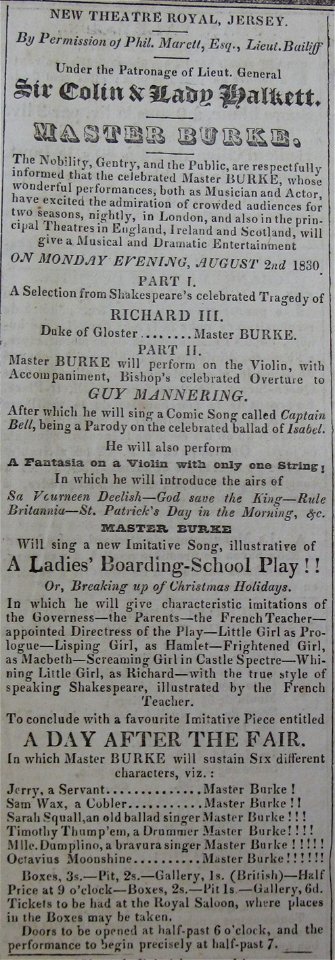 NEW THEATRE ROYAL, JERSEY.
By Permission of Phil. Marett, Esq., Lieut. Bailiff
Under the Patronage of Lieut. General
Sir Colin & Lady Halkett.
MASTER BURKE.
The Nobility, Gentry, and the Public, are respectfully
informed that the celebrated Master BURKE, whose
wonderful performances, both as Musician and Actor,
have excited the admiration of crowded audiences for
two seasons, nightly, in London, and also in the prin-
cipal Theatres in England, Ireland and Scotland, will
give a Musical and Dramatic Entertainment
ON MONDAY EVENING, AUGUST 2nd 1830
PART I.
A Selection from Shakespeare's celebrated Tragedy of
RICHARD III.
Duke of Gloster ........ Master BURKE.
PART II.
Master BURKE will perform on the Violin, with
Accompaniment, Bishop's celebrated Overture to
GUY MANNERING.
After which he will sing a Comic Song called Captain
Bell, being a Parody on the celebrated ballad of Isabel.
He will also perform
A Fantasia on a Violin with only one String;
In which he will introduce the airs of
Sa Vourneen Deelish—God save the King—Rule
Britannia—St. Patrick's Day in the Morning, &c.
MASTER BURKE
Will sing a new Imitative Song, illustrative of
A Ladies' Boarding-School Play!!
Or, Breaking up of Christmas Holidays.
In which he will give characteristic imitations of
the Governess—the Parents—the French Teacher—
appointed Directress of the Play—Little Girl as Pro-
logue—Lisping Girl, as Hamlet—Frightened Girl,
as Macbeth—Screaming Girl in Castle Spectre—Whi-
ning Little Girl, as Richard—with the true style of
speaking Shakespeare, illustrated by the French
Teacher.
To conclude with a favourite Imitative Piece entitled
A DAY AFTER THE FAIR.
In which Master BURKE will sustain Six different
characters, viz. :
Jerry, a Servant.............. Master Burke!
Sam Wax, a Cobler........... Master Burke!!
Sarah Squall, an old ballad singer Master Burke!!!
Timothy Thump'em, a Drummer Master Burke!!!!
Mlle. Dumplino, a bravura singer Master Burke!!!!!
Octavius Moonshine......... Master Burke!!!!!!
Boxes, 3s.—Pit, 2s.—Gallery, 1s. (British)—Half
Price at 9 o'clock—Boxes, 2s.—Pit 1s.—Gallery, 6d.
Tickets to be had at the Royal Saloon, where places
in the Boxes may be taken.
Doors to be opened at half-past 6 o'clock, and the
performance to begin precisely at half-past 7.